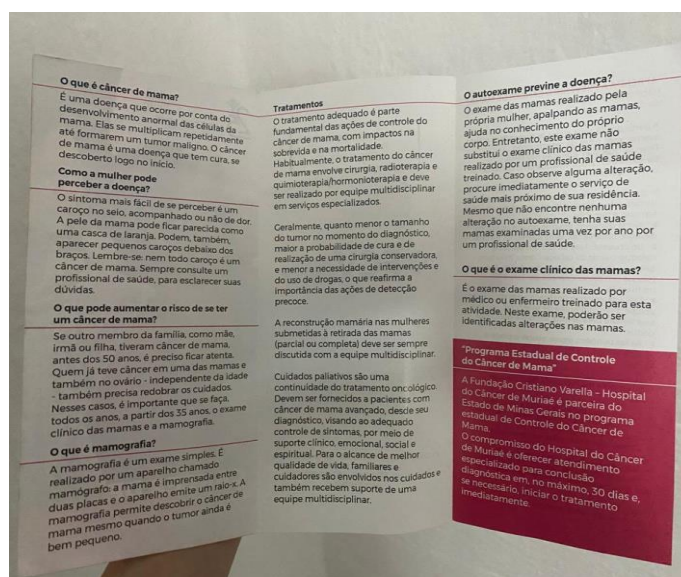 O que é câncer de mama?
É uma doença que ocorre por conta do
desenvolvimento anormal das células da
mama. Elas se multiplicam repetidamente
até formarem um tumor maligno. O câncer
de mama é uma doença que tem cura, se
descoberto logo no início.
Como a mulher pode
perceber a doença?
O sintoma mais fácil de se perceber é um
caroço no seio, acompanhado ou não de dor.
A pele da mama pode ficar parecida como
uma casca de laranja. Podem, também,
aparecer pequenos caroços debaixo dos
braços. Lembre-se: nem todo caroço é um
câncer de mama. Sempre consulte um
profissional de saúde, para esclarecer suas
dúvidas.
O que pode aumentar o risco de se ter
um câncer de mama?
Se outro membro da família, como mãe,
irmã ou filha, tiveram câncer de mama,
antes dos 50 anos, é preciso ficar atenta.
Quem já teve câncer em uma das mamas e
também no ovário - independente da idade
- também precisa redobrar os cuidados.
Nesses casos, é importante que se faça,
todos os anos, a partir dos 35 anos, o exame
clínico das mamas e a mamografia.
O que é mamografia?
A mamografia é um exame simples. É
realizado por um aparelho chamado
mamógrafo: a mama é imprensada entre
duas placas e o aparelho emite um raio-x. A
mamografia permite descobrir o câncer de
mama mesmo quando o tumor ainda é
bem pequeno.
Tratamentos
O tratamento adequado é parte
fundamental das ações de controle do
câncer de mama, com impactos na
sobrevida e na mortalidade.
Habitualmente, o tratamento do câncer
de mama envolve cirurgia, radioterapia e
quimioterapia/hormonioterapia e deve
ser realizado por equipe multidisciplinar
em serviços especializados.
Geralmente, quanto menor o tamanho
do tumor no momento do diagnóstico,
maior a probabilidade de cura e de
realização de uma cirurgia conservadora,
e menor a necessidade de intervenções e
do uso de drogas, o que reafirma a
importância das ações de detecção
precoce.
A reconstrução mamária nas mulheres
submetidas à retirada das mamas
(parcial ou completa) deve ser sempre
discutida com a equipe multidisciplinar.
Cuidados paliativos são uma
continuidade do tratamento oncológico.
Devem ser fornecidos a pacientes com
câncer de mama avançado, desde seu
diagnóstico, visando ao adequado
controle de sintomas, por meio de
suporte clínico, emocional, social e
espiritual. Para o alcance de melhor
qualidade de vida, familiares e
cuidadores são envolvidos nos cuidados e
também recebem suporte de uma
equipe multidisciplinar.
O autoexame previne a doença?
O exame das mamas realizado pela
própria mulher, apalpando as mamas,
ajuda no conhecimento do próprio
corpo. Entretanto, este exame não
substitui o exame clínico das mamas
realizado por um profissional de saúde
treinado. Caso observe alguma alteração,
procure imediatamente o serviço de
saúde mais próximo de sua residência.
Mesmo que não encontre nenhuma
alteração no autoexame, tenha suas
mamas examinadas uma vez por ano por
um profissional de saúde.
O que é o exame clínico das mamas?
É o exame das mamas realizado por
médico ou enfermeiro treinado para esta
atividade. Neste exame, poderão ser
identificadas alterações nas mamas.
"Programa Estadual de Controle
do Câncer de Mama"
A Fundação Cristiano Varella - Hospital
do Câncer de Muriaé é parceira do
Estado de Minas Gerais no programa
estadual de Controle do Câncer de
Mama.
O compromisso do Hospital do Câncer
de Muriaé é oferecer atendimento
especializado para conclusão
diagnóstica em, no máximo, 30 dias e,
se necessário, iniciar o tratamento
imediatamente.